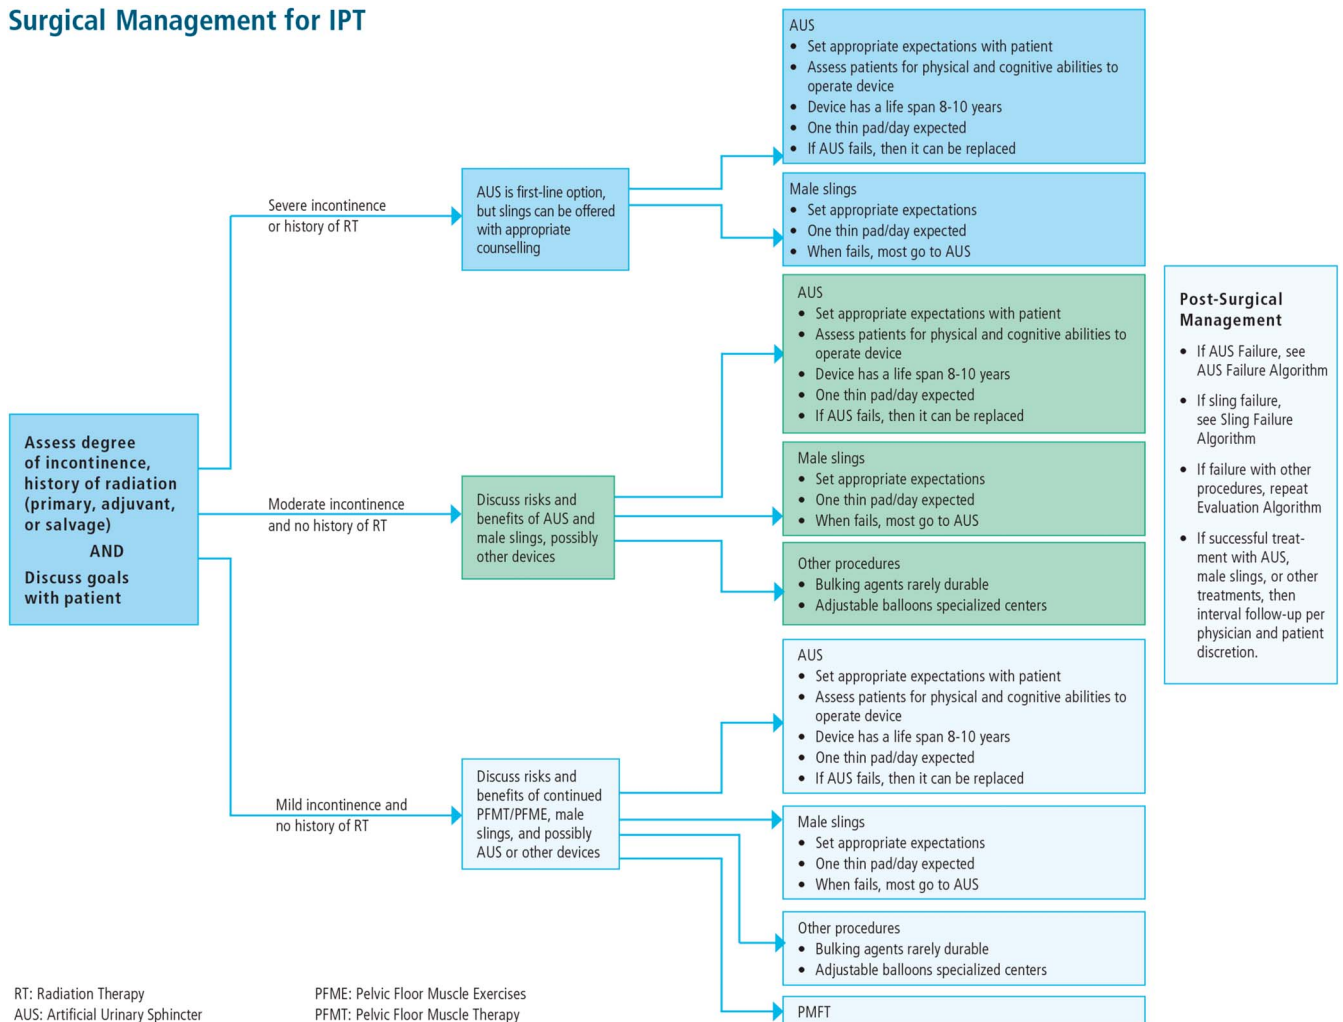 Surgical Management for IPT
Assess degree
of incontinence,
history of radiation
(primary, adjuvant,
or salvage)
AND
Discuss goals
with patient
Severe incontinence
or history of RT
AUS is first-line option,
but slings can be offered
with appropriate
counselling
AUS
• Set appropriate expectations with patient
• Assess patients for physical and cognitive abilities to
operate device
• Device has a life span 8-10 years
• One thin pad/day expected
• If AUS fails, then it can be replaced
Male slings
• Set appropriate expectations
• One thin pad/day expected
• When fails, most go to AUS
Moderate incontinence
and no history of RT
Discuss risks and
benefits of AUS and
male slings, possibly
other devices
AUS
• Set appropriate expectations with patient
• Assess patients for physical and cognitive abilities to
operate device
• Device has a life span 8-10 years
• One thin pad/day expected
• If AUS fails, then it can be replaced
Male slings
• Set appropriate expectations
• One thin pad/day expected
• When fails, most go to AUS
Other procedures
• Bulking agents rarely durable
• Adjustable balloons specialized centers
Mild incontinence and
no history of RT
Discuss risks and
benefits of continued
PFMT/PFME, male
slings, and possibly
AUS or other devices
AUS
• Set appropriate expectations with patient
• Assess patients for physical and cognitive abilities to
operate device
• Device has a life span 8-10 years
• One thin pad/day expected
• If AUS fails, then it can be replaced
Male slings
• Set appropriate expectations
• One thin pad/day expected
• When fails, most go to AUS
Other procedures
• Bulking agents rarely durable
• Adjustable balloons specialized centers
PMFT
Post-Surgical
Management
• If AUS Failure, see
AUS Failure Algorithm
• If sling failure,
see Sling Failure
Algorithm
• If failure with other
procedures, repeat
Evaluation Algorithm
• If successful treat-
ment with AUS,
male slings, or other
treatments, then
interval follow-up per
physician and patient
discretion.
RT: Radiation Therapy
AUS: Artificial Urinary Sphincter
PFME: Pelvic Floor Muscle Exercises
PFMT: Pelvic Floor Muscle Therapy